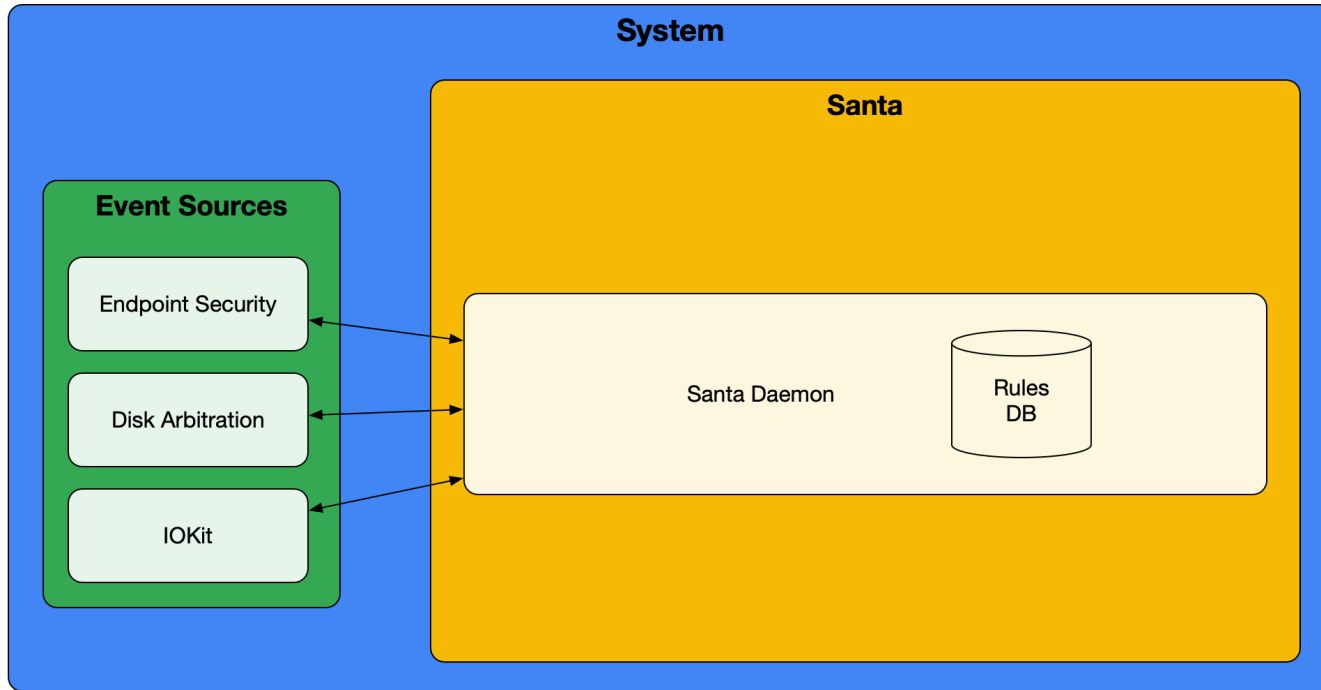 System
Santa
Event Sources
Endpoint Security
Disk Arbitration
IOKit
Santa Daemon
Rules
DB